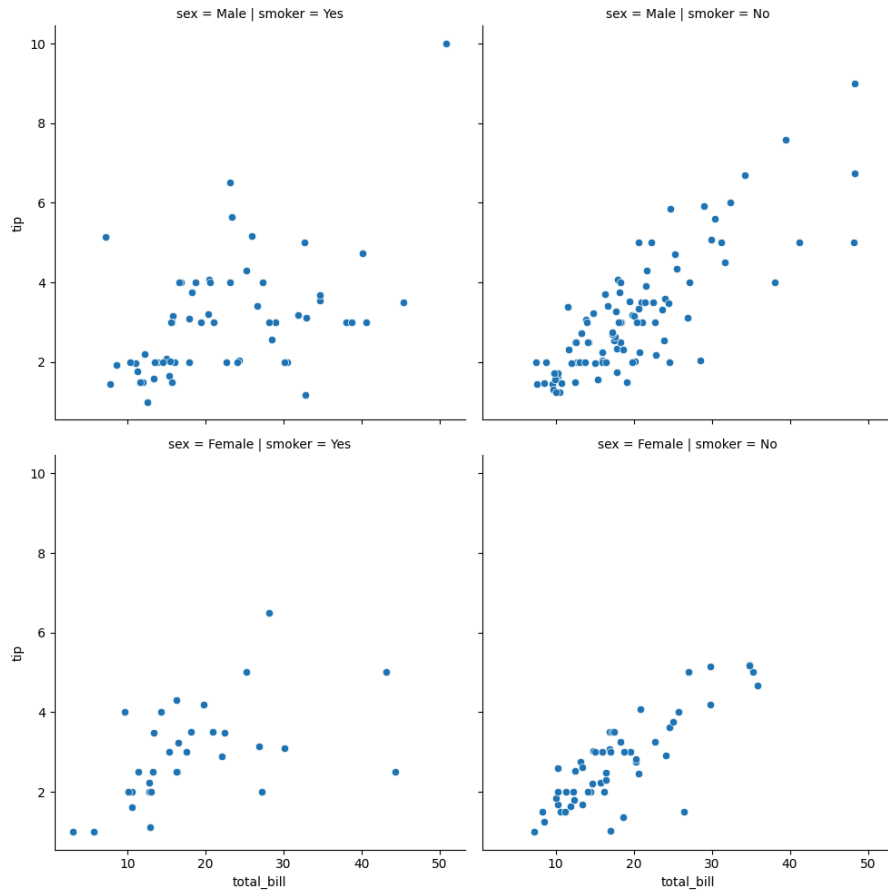 sex = Male | smoker = Yes
sex = Male | smoker = No
10
8
6
4
2
tip
sex = Female | smoker = Yes
sex = Female | smoker = No
10
8
6
4
2
tip
10 20 30 40 50
10 20 30 40 50
total_bill
total_bill